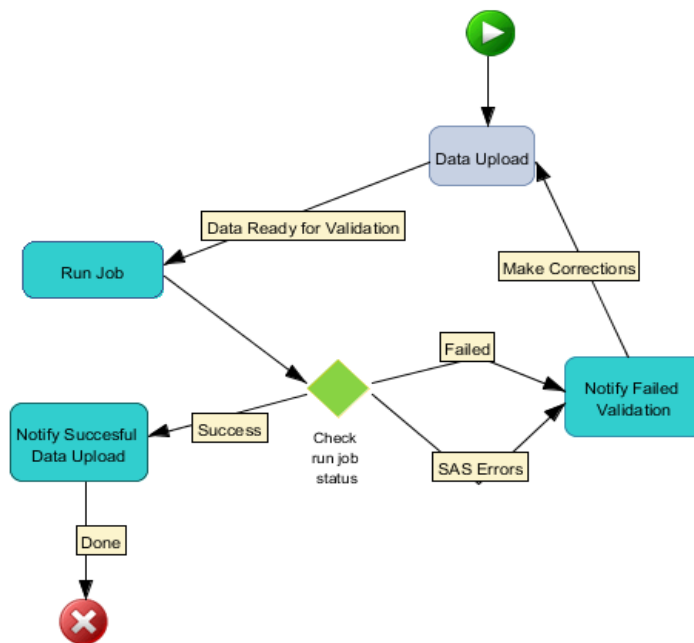 Data Upload
Data Ready for Validation
Run Job
Make Corrections
Failed
Notify Failed
Validation
Success
Notify Succesful
Data Upload
Check
run job
status
SAS Errors
Done